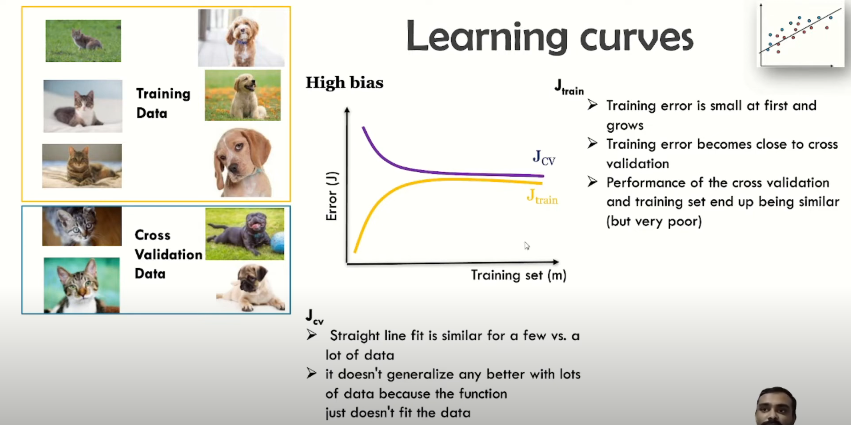 Learning curves
Training
Data
Cross
Validation
Data
High bias
Error (J)
J_CV
J_train
Training set (m)
J_train
➢ Training error is small at first and
grows
➢ Training error becomes close to cross
validation
➢ Performance of the cross validation
and training set end up being similar
(but very poor)
J_cv
➢ Straight line fit is similar for a few vs. a
lot of data
➢ it doesn't generalize any better with lots
of data because the function
just doesn't fit the data